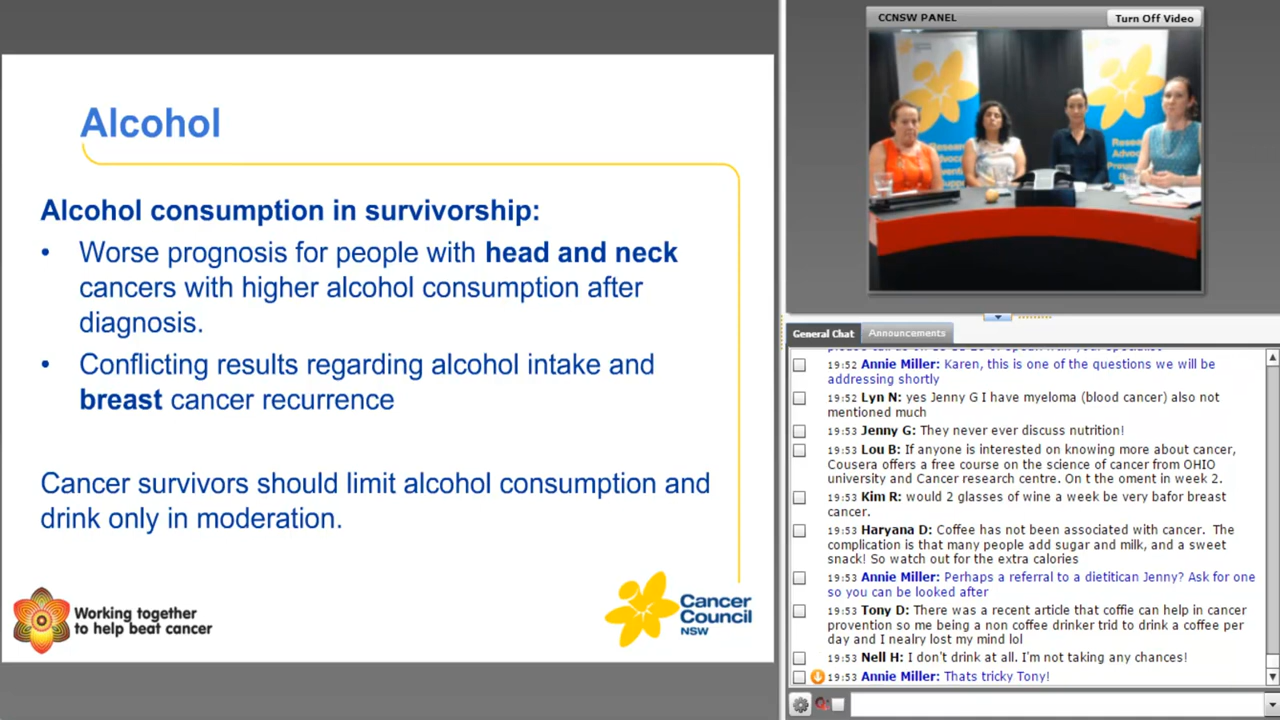 Alcohol
Alcohol consumption in survivorship:
• Worse prognosis for people with head and neck
cancers with higher alcohol consumption after
diagnosis.
• Conflicting results regarding alcohol intake and
breast cancer recurrence
Cancer survivors should limit alcohol consumption and
drink only in moderation.
Working together
to help beat cancer
Cancer
Council
NSW
CCNSW PANEL
Turn Off Video
General Chat
Announcements
19:52 Annie Miller: Karen, this is one of the questions we will be
addressing shortly
19:52 Lyn N: yes Jenny G I have myeloma (blood cancer) also not
mentioned much
19:53 Jenny G: They never ever discuss nutrition!
19:53 Lou B: If anyone is interested on knowing more about cancer,
Cousera offers a free course on the science of cancer from OHIO
university and Cancer research centre. On t the oment in week 2.
19:53 Kim R: would 2 glasses of wine a week be very bafor breast
cancer.
19:53 Haryana D: Coffee has not been associated with cancer. The
complication is that many people add sugar and milk, and a sweet
snack! So watch out for the extra calories
19:53 Annie Miller: Perhaps a referral to a dietitican Jenny? Ask for one
so you can be looked after
19:53 Tony D: There was a recent article that coffie can help in cancer
provention so me being a non coffee drinker trid to drink a coffee per
day and I nealry lost my mind lol
19:53 Nell H: I don't drink at all. I'm not taking any chances!
19:53 Annie Miller: Thats tricky Tony!